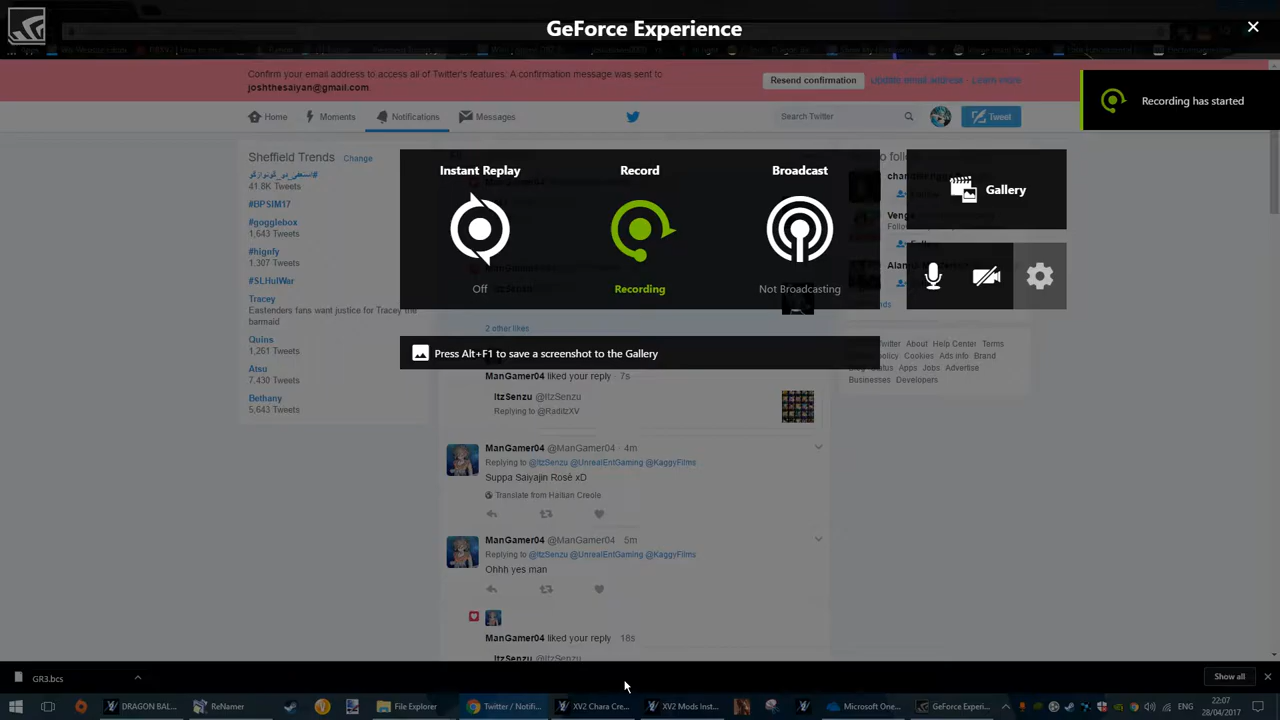 GeForce Experience
Confirm your email address to access all of Twitter's features. A confirmation message was sent to
joshthesaiyan@gmail.com
Resend confirmation
Update email address · Learn more
Recording has started
Home
Moments
Notifications
Messages
Search Twitter
Tweet
Sheffield Trends
Change
41.8K Tweets
#BPSIM17
#gogglebox
1,643 Tweets
#hignfy
1,307 Tweets
#SLHulWar
Tracey
Eastenders fans want justice for Tracey the
barmaid
Quins
1,261 Tweets
Atsu
7,430 Tweets
Bethany
5,643 Tweets
Instant Replay
Off
Record
Recording
Broadcast
Not Broadcasting
Gallery
2 other likes
Press Alt+F1 to save a screenshot to the Gallery
ManGamer04 liked your reply 7s
ItzSenzu @ItzSenzu
Replying to @RaditzXV
ManGamer04 @ManGamer04 · 4m
Replying to @ItzSenzu @UnrealEntGaming @KaggyFilms
Suppa Saiyajin Rosé xD
Translate from Haitian Creole
ManGamer04 @ManGamer04 · 5m
Replying to @ItzSenzu @UnrealEntGaming @KaggyFilms
Ohhh yes man
ManGamer04 liked your reply 18s
ItzSenzu @ItzSenzu
About Help Center Terms
Cookies Ads info Brand
Apps Jobs Advertise
Businesses Developers
GR3.bcs
Show all
DRAGON BAL...
ReNamer
File Explorer
Twitter / Notifi...
XV2 Chara Cre...
XV2 Mods Inst...
Microsoft One...
GeForce Experi...
ENG
22:07
28/04/2017